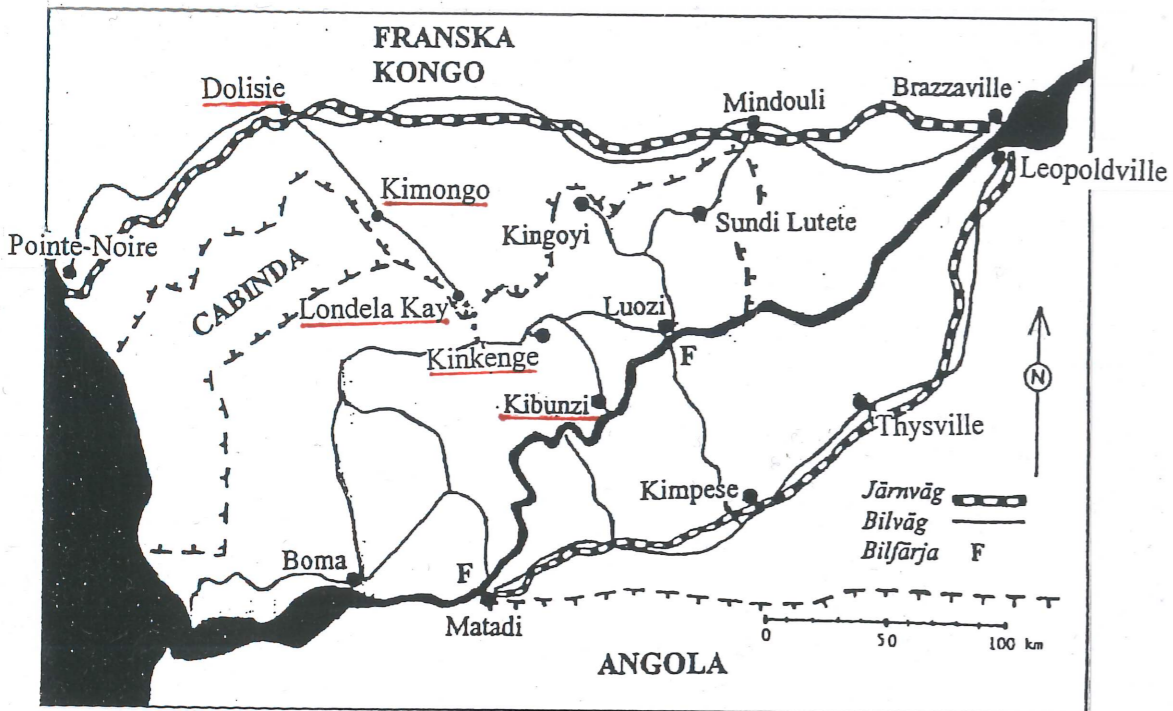 FRANSKA
KONGO
Dolisie
Mindouli
Brazzaville
Leopoldville
Kimongo
Kingoyi
Sundi Lutete
Pointe-Noire
CABINDA
Londela Kay
Luozi
F
N
Kinkenge
Kibunzi
Thysville
Kimpese
Järnväg
Bilväg
Bilfärja F
Boma
F
Matadi
0 50 100 km
ANGOLA